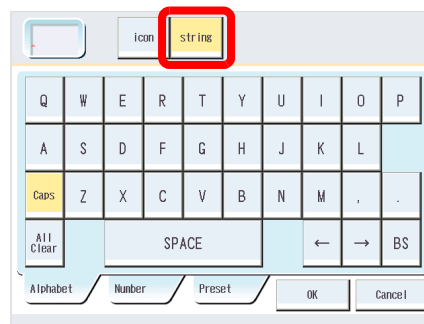 icon string
Q W E R T Y U I O P
A S D F G H J K L
Caps Z X C V B N M , .
All
Clear SPACE ← → BS
Alphabet Number Preset OK Cancel